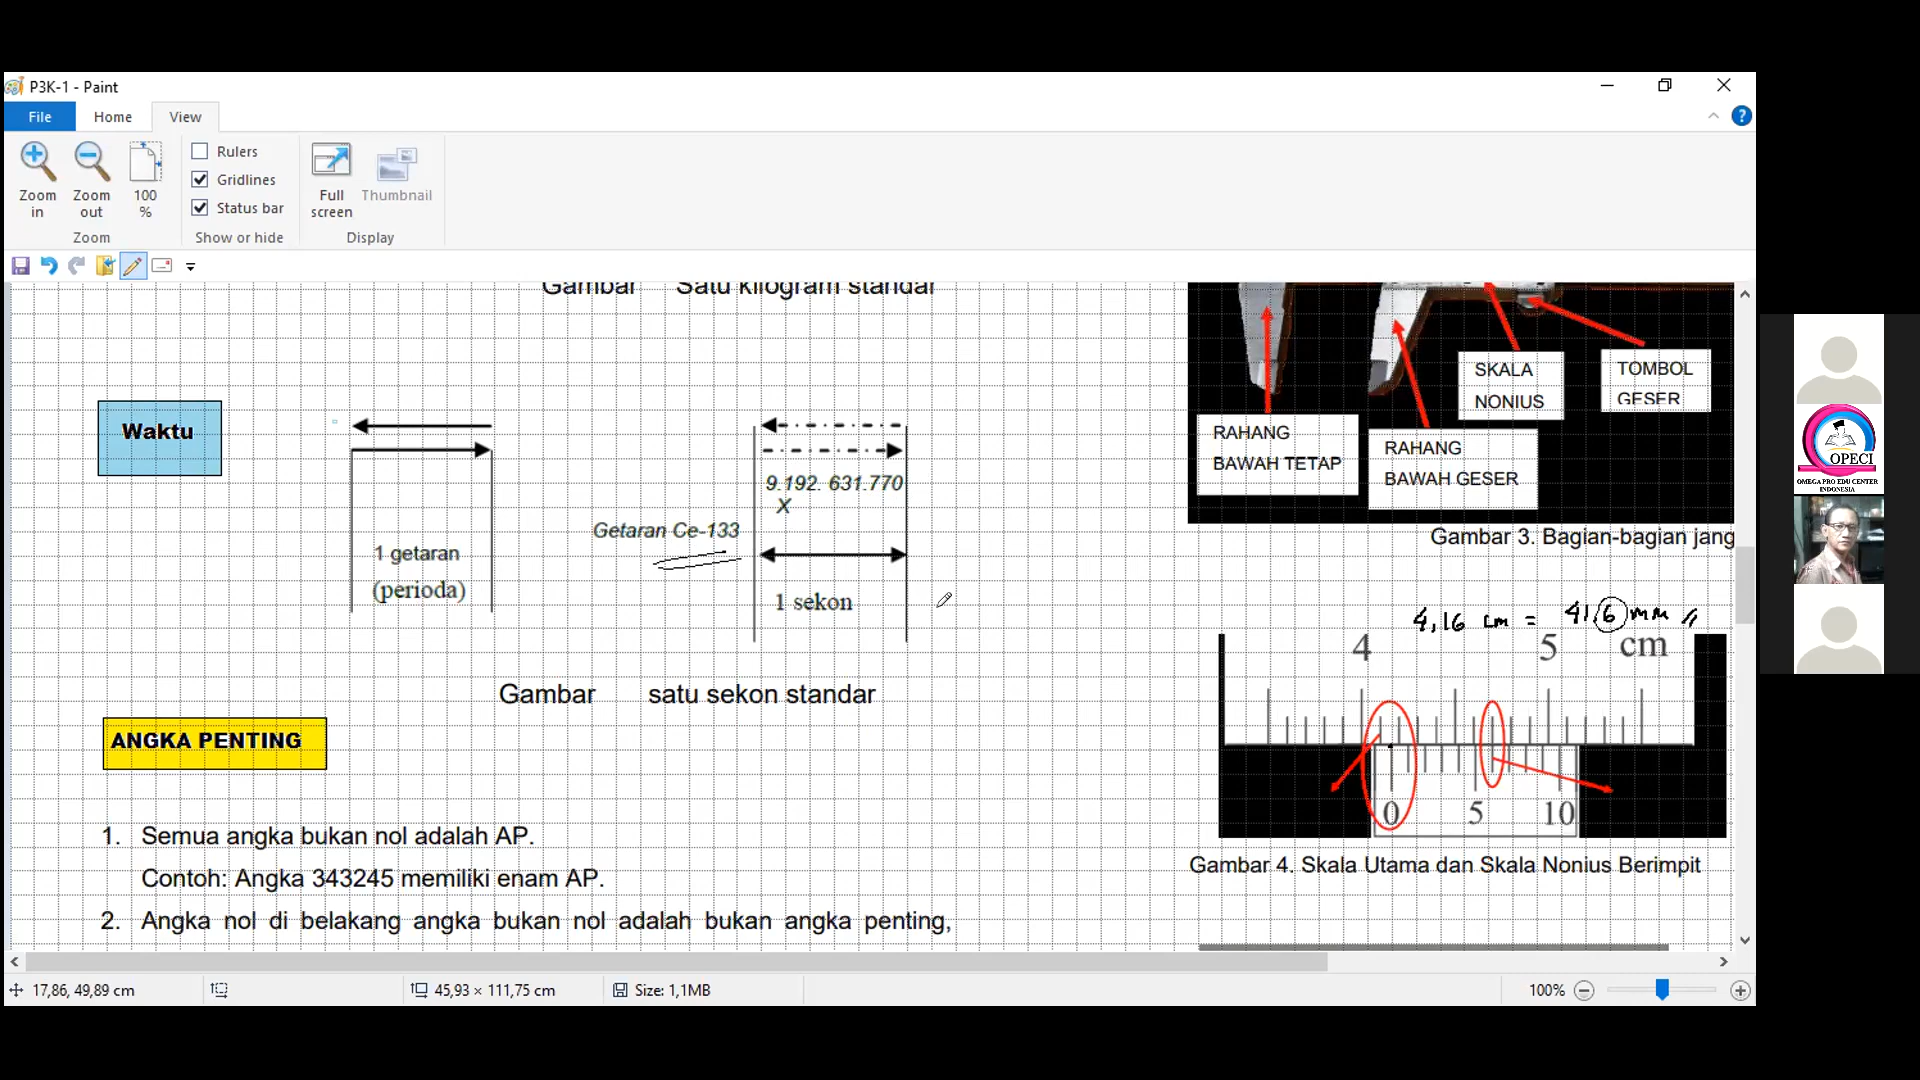 P3K-1 - Paint
File Home View
Zoom in
Zoom out
100 %
Rulers
Gridlines
Status bar
Full screen
Thumbnail
Zoom
Show or hide
Display
Gambar Satu kilogram standar
Waktu
1 getaran
(perioda)
9.192. 631.770
X
Getaran Ce-133
1 sekon
Gambar satu sekon standar
ANGKA PENTING
1. Semua angka bukan nol adalah AP.
Contoh: Angka 343245 memiliki enam AP.
2. Angka nol di belakang angka bukan nol adalah bukan angka penting,
SKALA
NONIUS
TOMBOL
GESER
RAHANG
BAWAH TETAP
RAHANG
BAWAH GESER
Gambar 3. Bagian-bagian jang
4,16 cm = 41,6 mm
4 5 cm
0 5 10
Gambar 4. Skala Utama dan Skala Nonius Berimpit
OPECI
OMEGA PRO EDU CENTER
INDONESIA
17,86, 49,89 cm
45,93 × 111,75 cm
Size: 1,1MB
100%